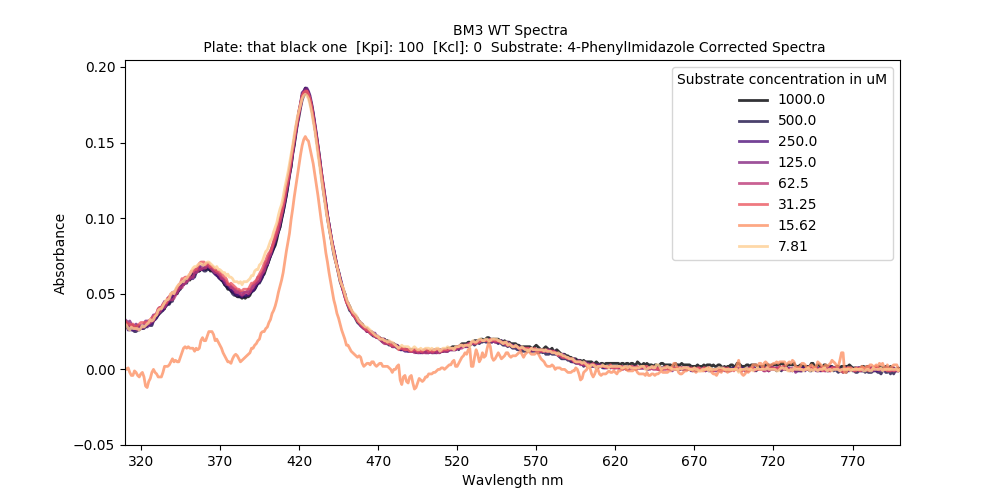 BM3 WT Spectra
Plate: that black one [Kpi]: 100 [Kcl]: 0 Substrate: 4-PhenylImidazole Corrected Spectra
Substrate concentration in uM
1000.0
500.0
250.0
125.0
62.5
31.25
15.62
7.81
0.20
0.15
0.10
0.05
0.00
−0.05
Absorbance
320 370 420 470 520 570 620 670 720 770
Wavlength nm